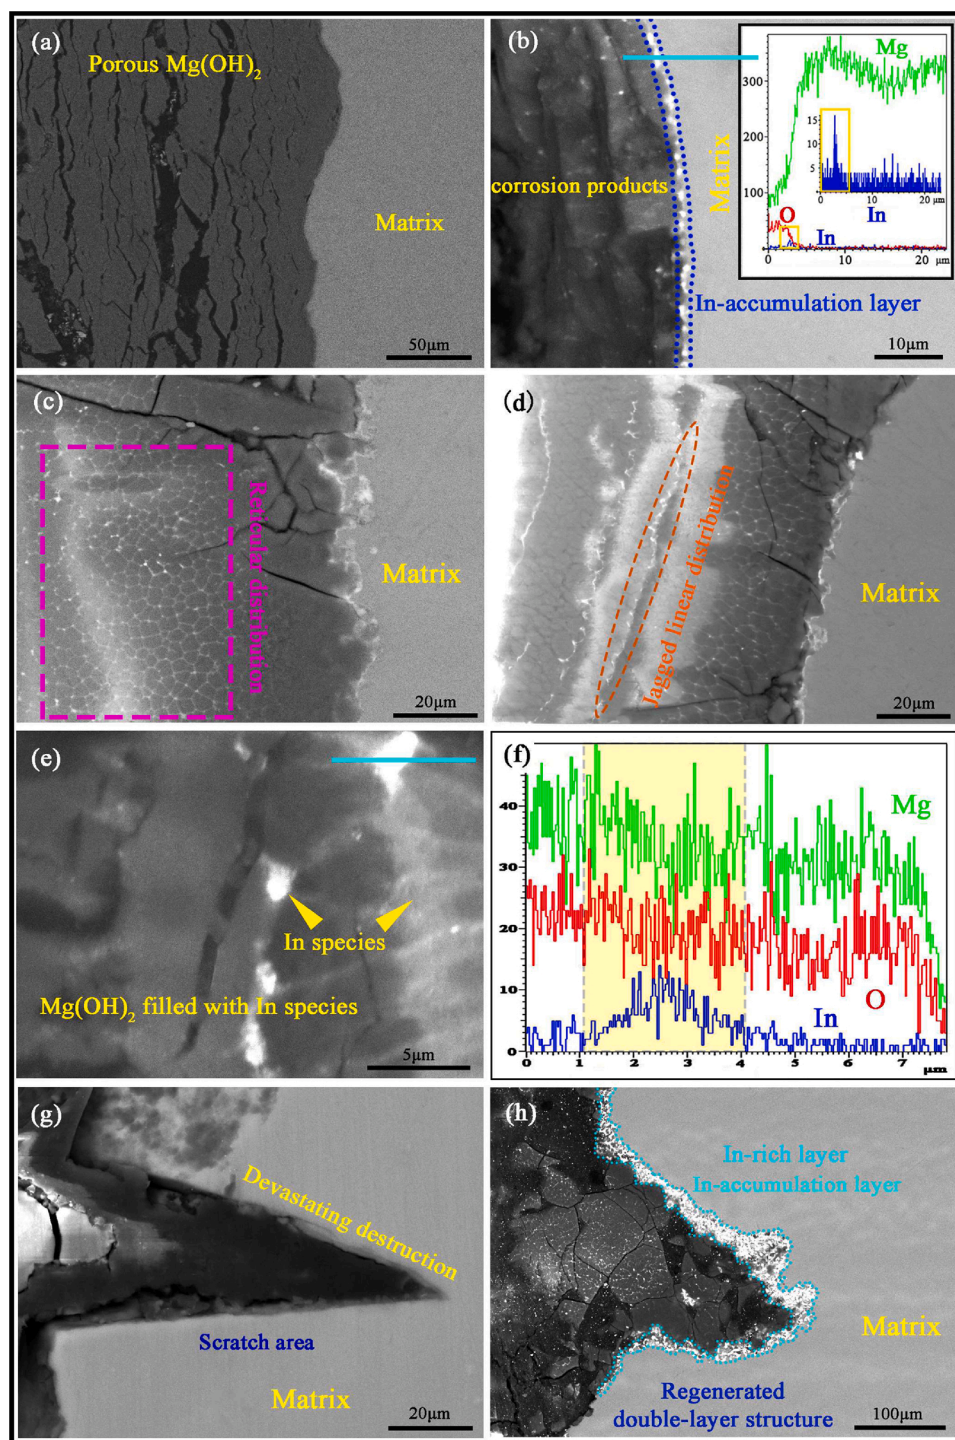 (a)
Porous Mg(OH)2
Matrix
50μm
(b)
corrosion products
Matrix
In-accumulation layer
10μm
Mg
O
In
In
300
200
100
0
0 10 20 μm
15
10
5
0
0 10 20 μm
(c)
Reticular distribution
Matrix
20μm
(d)
Jagged linear distribution
Matrix
20μm
(e)
In species
Mg(OH)2 filled with In species
5μm
(f)
Mg
O
In
40
30
20
10
0
0 1 2 3 4 5 6 7
μm
(g)
Devastating destruction
Scratch area
Matrix
20μm
(h)
In-rich layer
In-accumulation layer
Matrix
Regenerated
double-layer structure
100μm